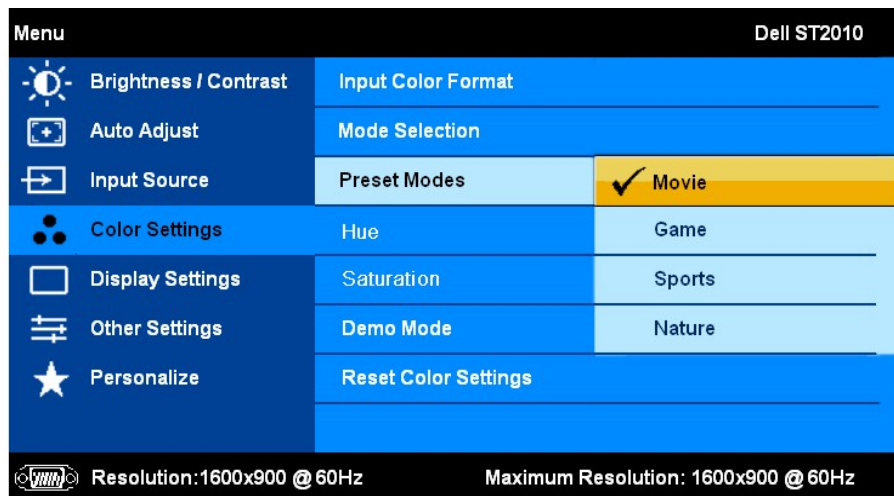 Menu Dell ST2010
Brightness / Contrast Input Color Format
Auto Adjust Mode Selection
Input Source Preset Modes Movie
Color Settings Hue Game
Display Settings Saturation Sports
Other Settings Demo Mode Nature
Personalize Reset Color Settings
Resolution:1600x900 @60Hz Maximum Resolution: 1600x900 @60Hz